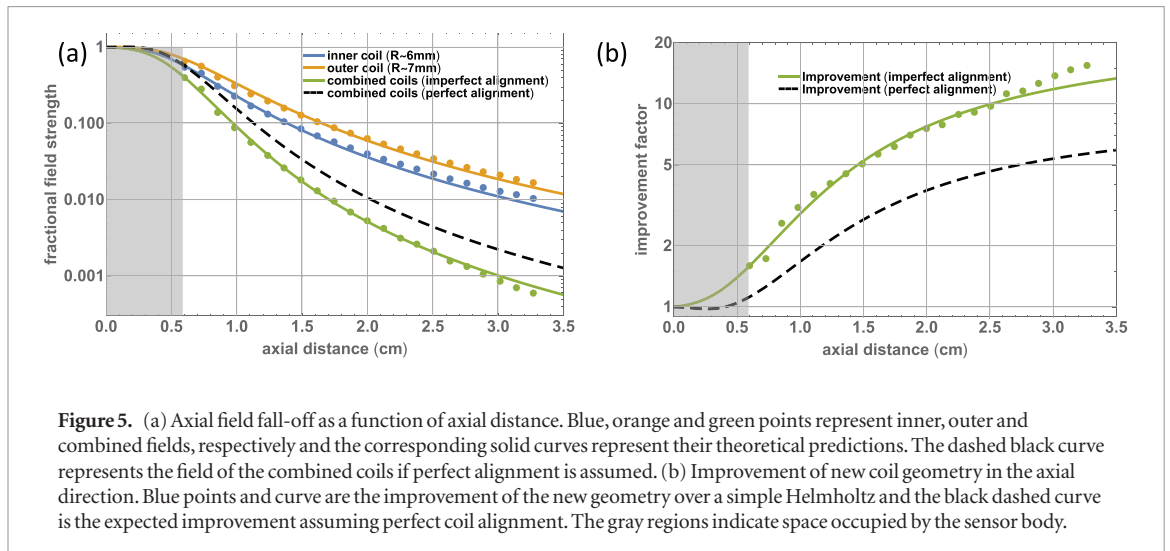 (a)
inner coil (R~6mm)
outer coil (R~7mm)
combined coils (imperfect alignment)
combined coils (perfect alignment)
fractional field strength
1
0.100
0.010
0.001
0.0 0.5 1.0 1.5 2.0 2.5 3.0 3.5
axial distance (cm)
(b)
Improvement (imperfect alignment)
Improvement (perfect alignment)
improvement factor
20
10
5
2
1
0.0 0.5 1.0 1.5 2.0 2.5 3.0 3.5
axial distance (cm)
Figure 5. (a) Axial field fall-off as a function of axial distance. Blue, orange and green points represent inner, outer and
combined fields, respectively and the corresponding solid curves represent their theoretical predictions. The dashed black curve
represents the field of the combined coils if perfect alignment is assumed. (b) Improvement of new coil geometry in the axial
direction. Blue points and curve are the improvement of the new geometry over a simple Helmholtz and the black dashed curve
is the expected improvement assuming perfect coil alignment. The gray regions indicate space occupied by the sensor body.